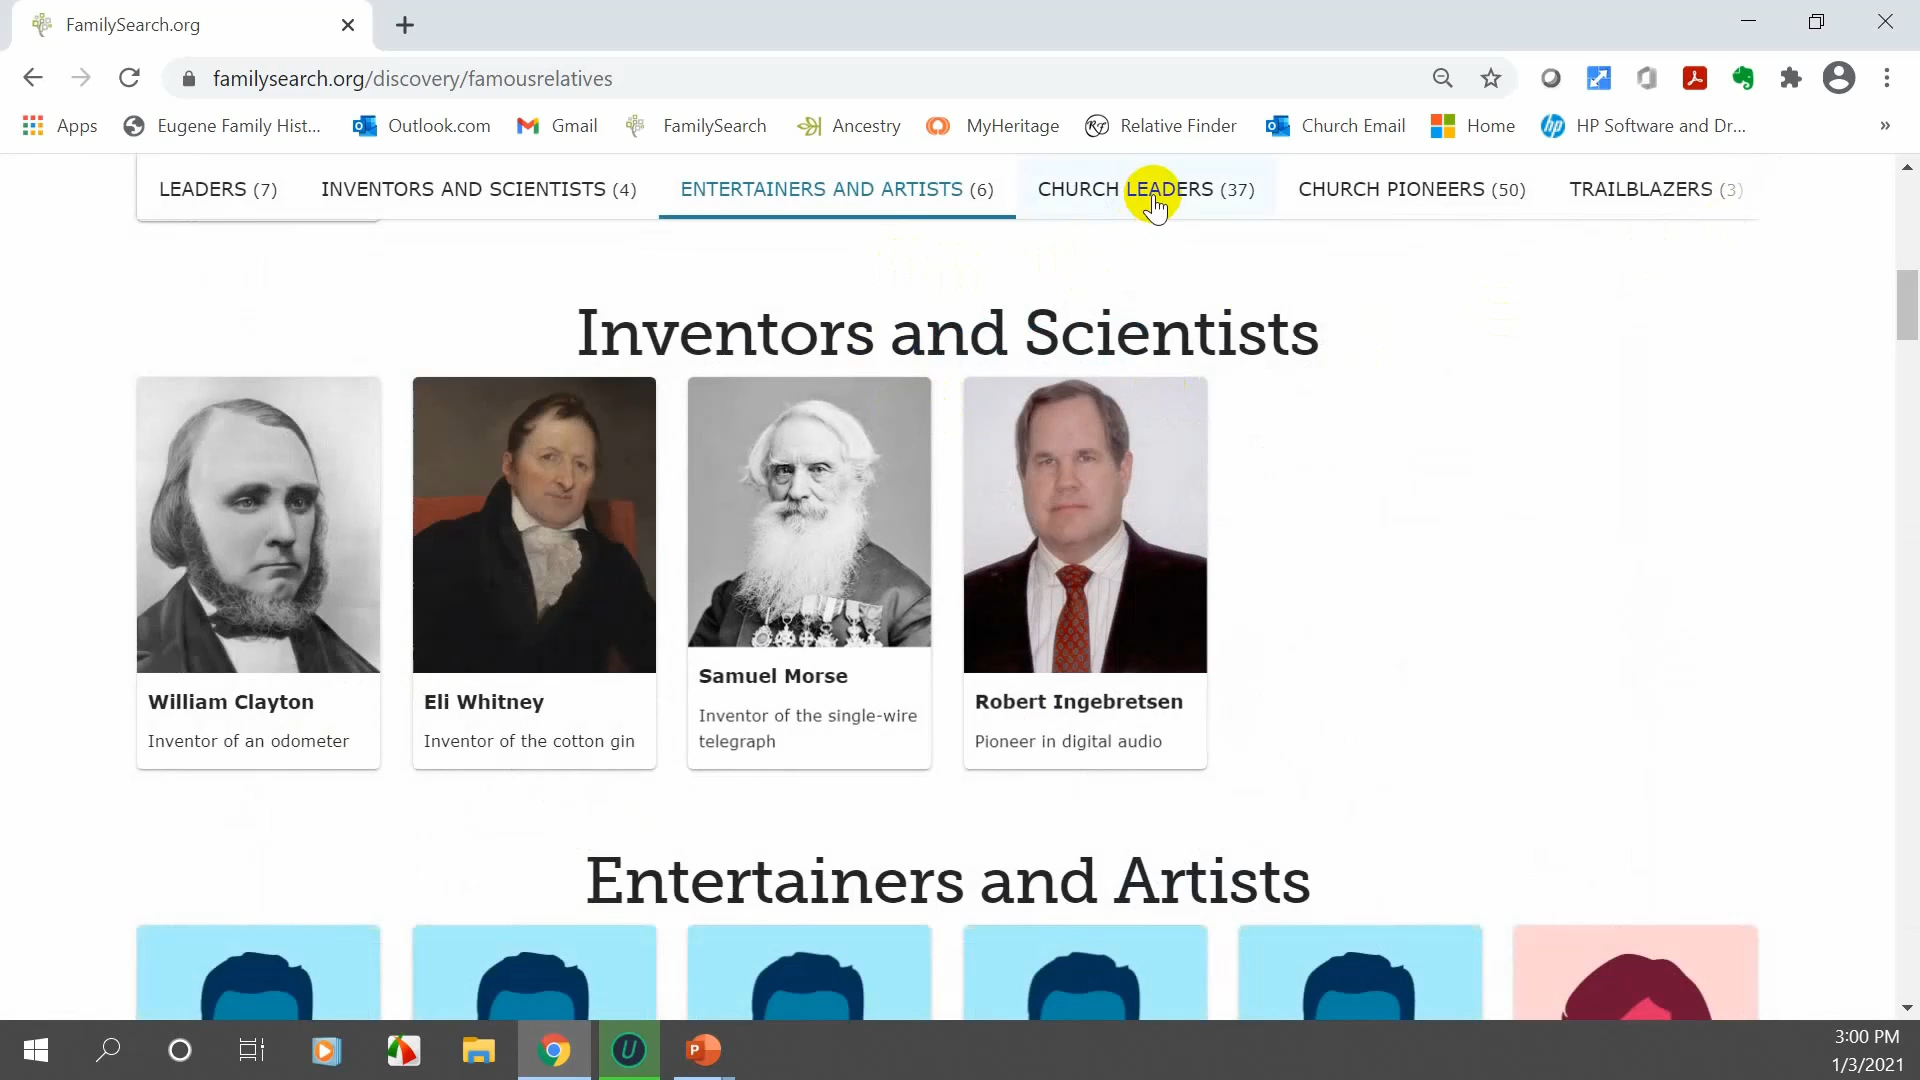 FamilySearch.org
familysearch.org/discovery/famousrelatives
Apps Eugene Family Hist... Outlook.com Gmail FamilySearch Ancestry MyHeritage RF Relative Finder Church Email Home hp HP Software and Dr... »
LEADERS (7) INVENTORS AND SCIENTISTS (4) ENTERTAINERS AND ARTISTS (6) CHURCH LEADERS (37) CHURCH PIONEERS (50) TRAILBLAZERS (3)
Inventors and Scientists
William Clayton
Inventor of an odometer
Eli Whitney
Inventor of the cotton gin
Samuel Morse
Inventor of the single-wire
telegraph
Robert Ingebretsen
Pioneer in digital audio
Entertainers and Artists
U P
3:00 PM
1/3/2021